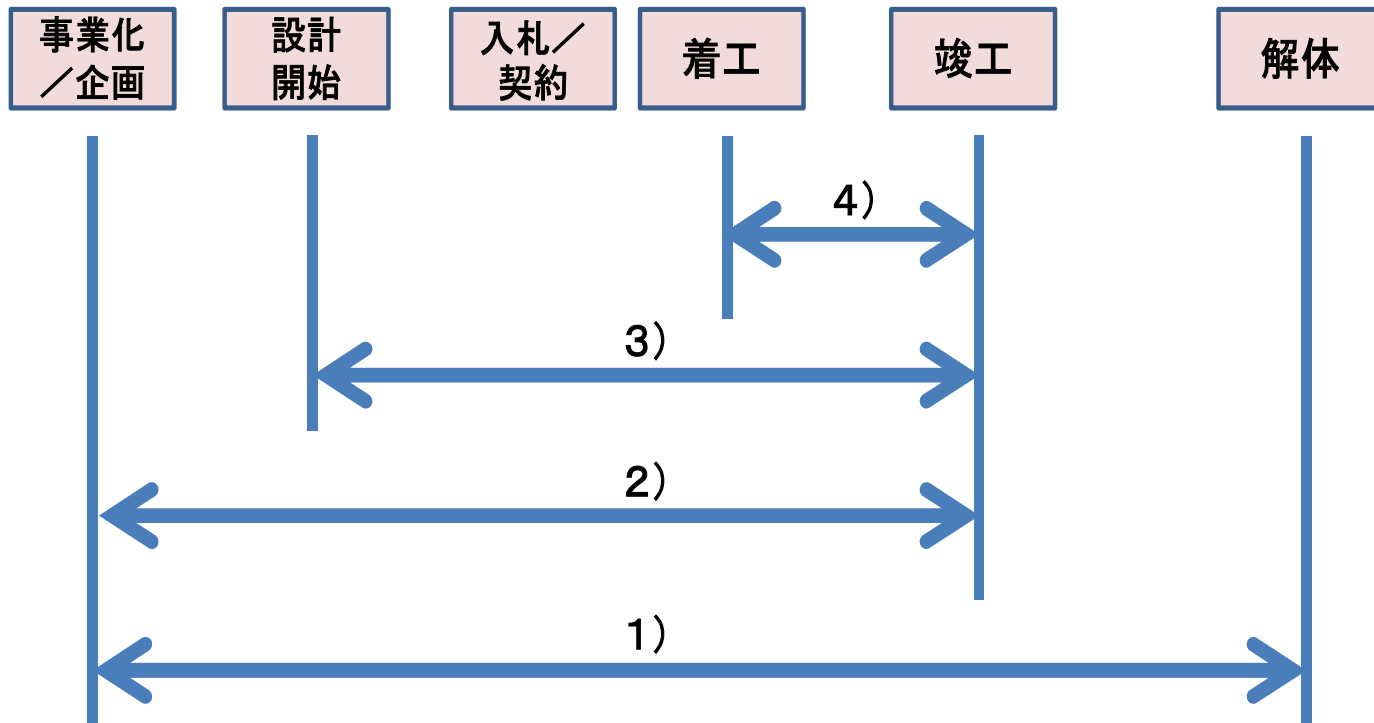 事業化
／企画
設計
開始
入札／
契約
着工
竣工
解体
４）
３）
２）
１）